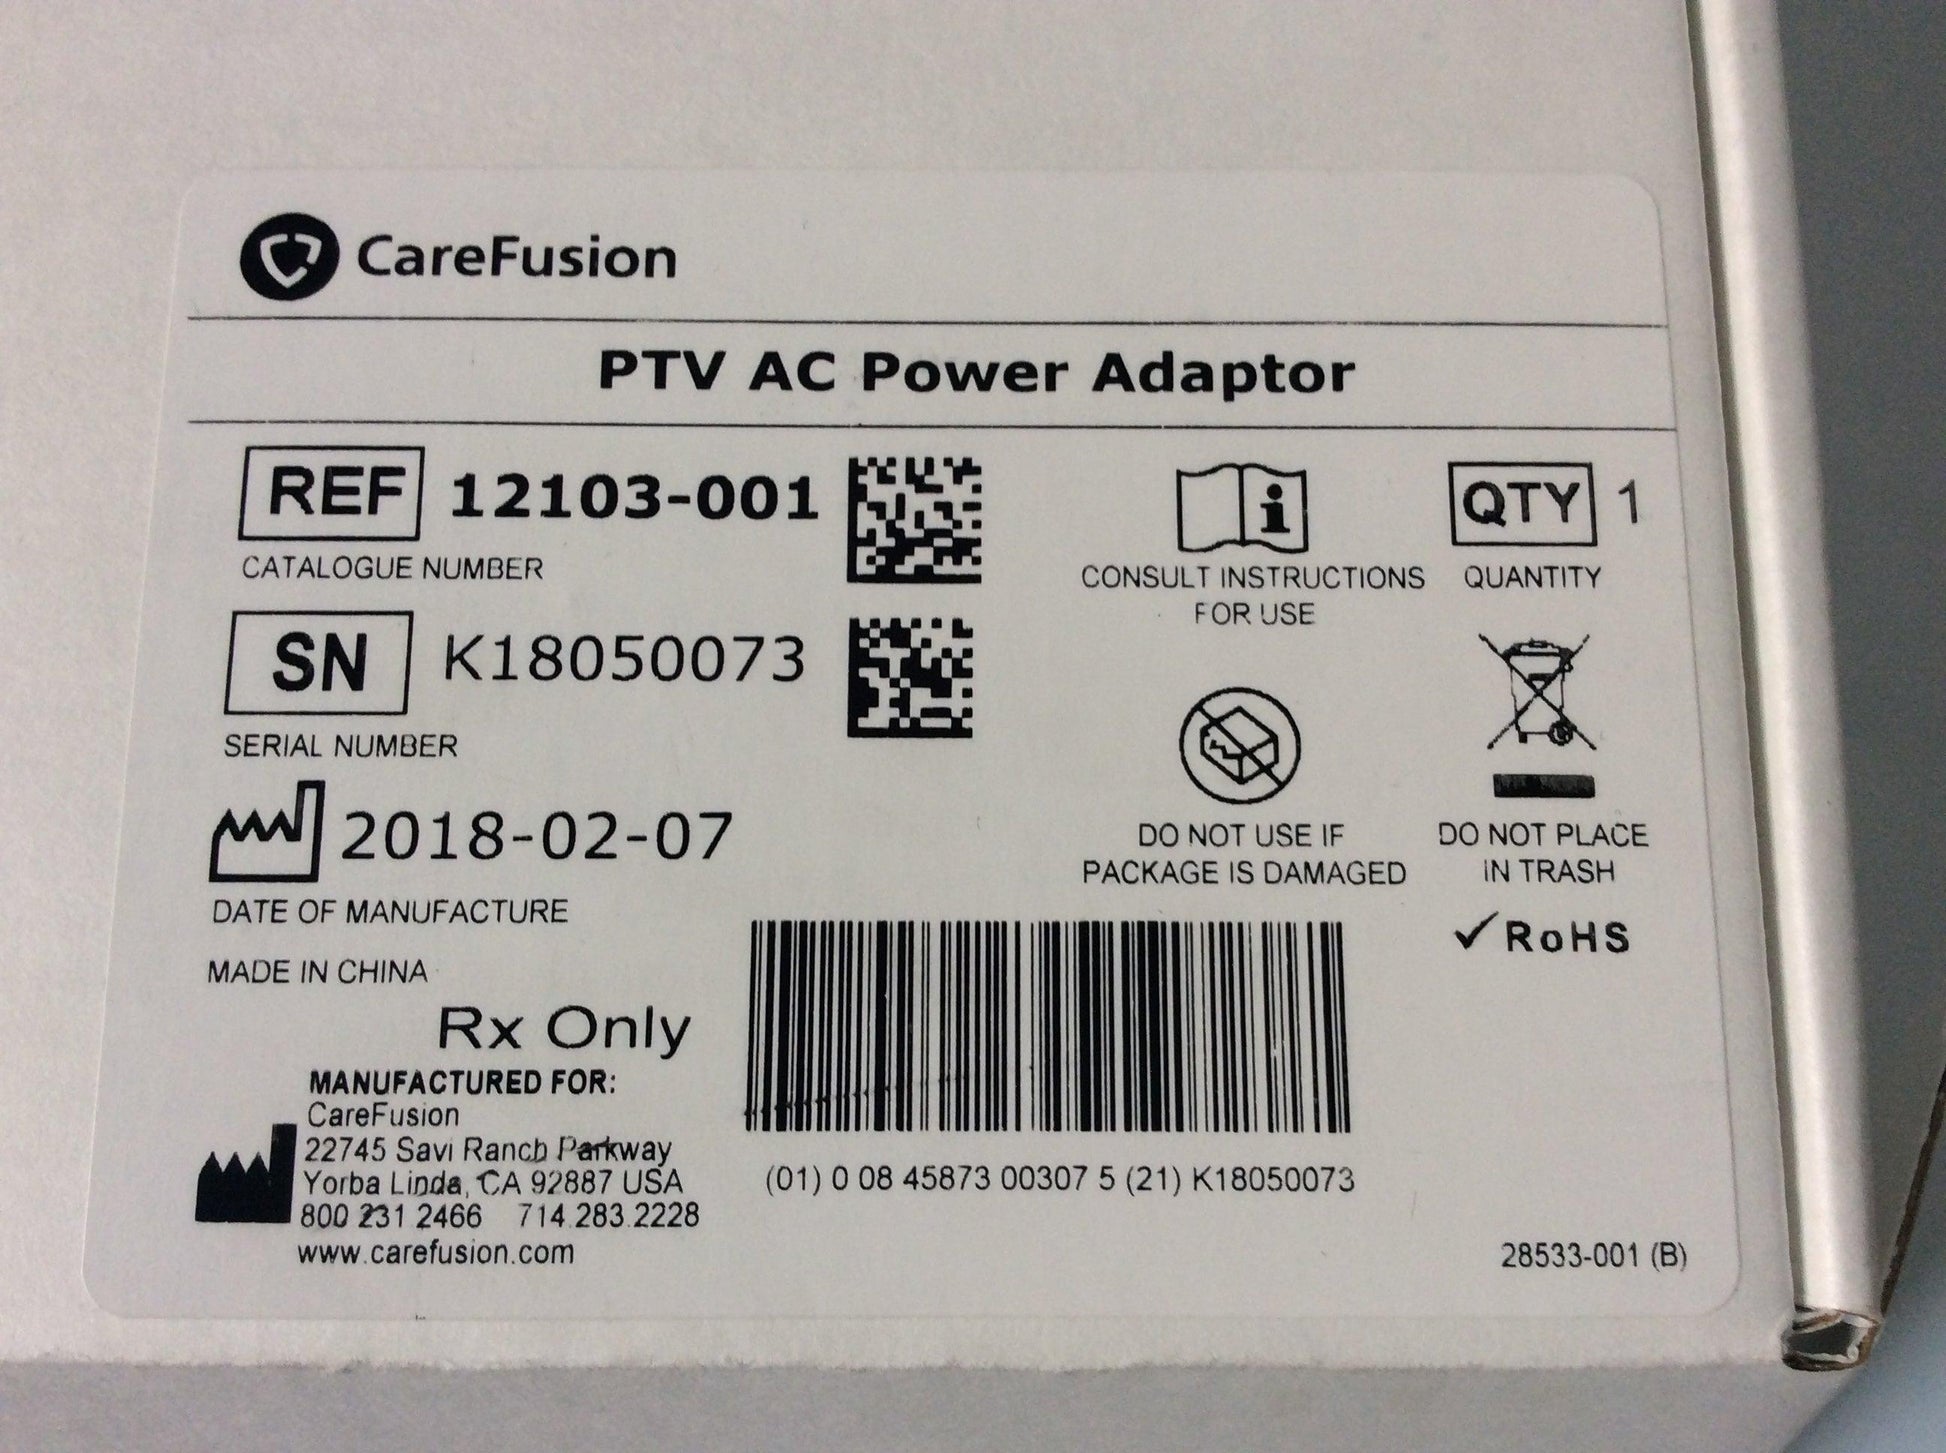 CareFusion
PTV AC Power Adaptor
REF 12103-001
CATALOGUE NUMBER
SN K18050073
SERIAL NUMBER
2018-02-07
DATE OF MANUFACTURE
MADE IN CHINA
Rx Only
MANUFACTURED FOR:
CareFusion
22745 Savi Ranch Parkway
Yorba Linda, CA 92887 USA
800 231 2466 714.283.2228
www.carefusion.com
CONSULT INSTRUCTIONS
FOR USE
QTY 1
QUANTITY
DO NOT USE IF
PACKAGE IS DAMAGED
DO NOT PLACE
IN TRASH
✓RoHS
(01) 0 08 45873 00307 5 (21) K18050073
28533-001 (B)